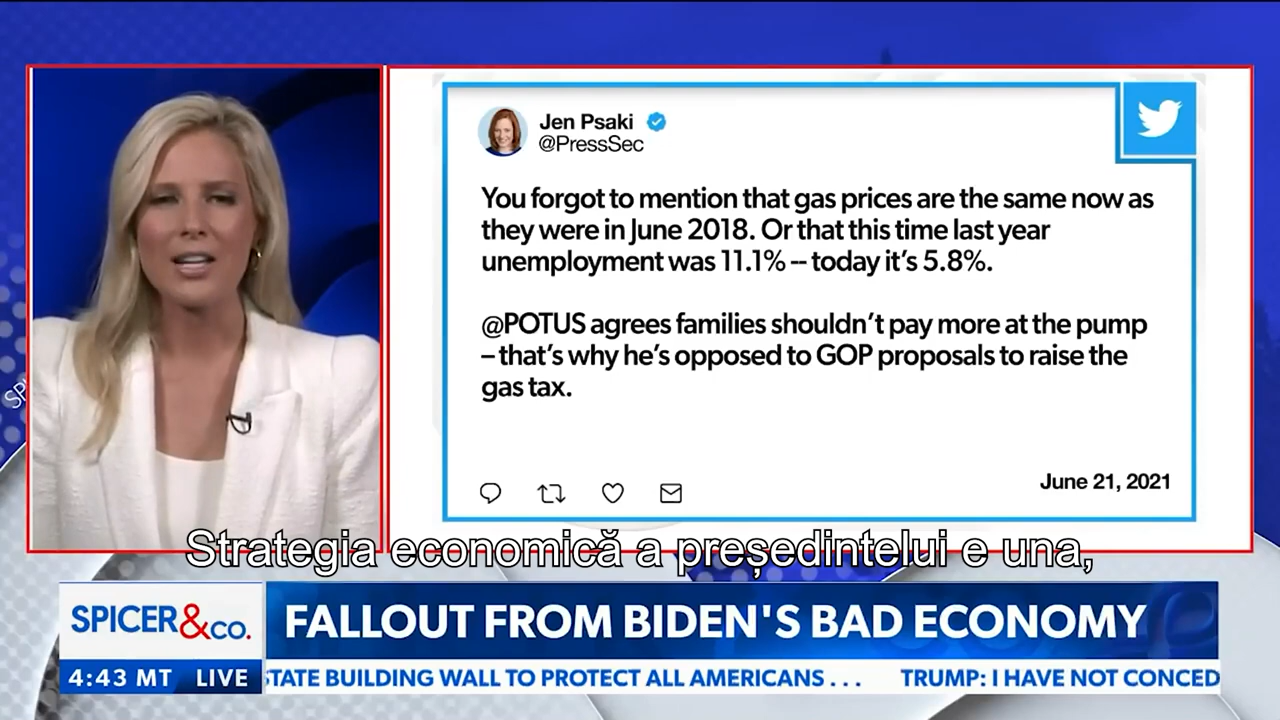 Jen Psaki
@PressSec
You forgot to mention that gas prices are the same now as
they were in June 2018. Or that this time last year
unemployment was 11.1% -- today it's 5.8%.
@POTUS agrees families shouldn't pay more at the pump
– that's why he's opposed to GOP proposals to raise the
gas tax.
June 21, 2021
SP
Strategia economică a președintelui e una,
SPICER&CO.
FALLOUT FROM BIDEN'S BAD ECONOMY
4:43 MT LIVE
STATE BUILDING WALL TO PROTECT ALL AMERICANS . . . TRUMP: I HAVE NOT CONCED